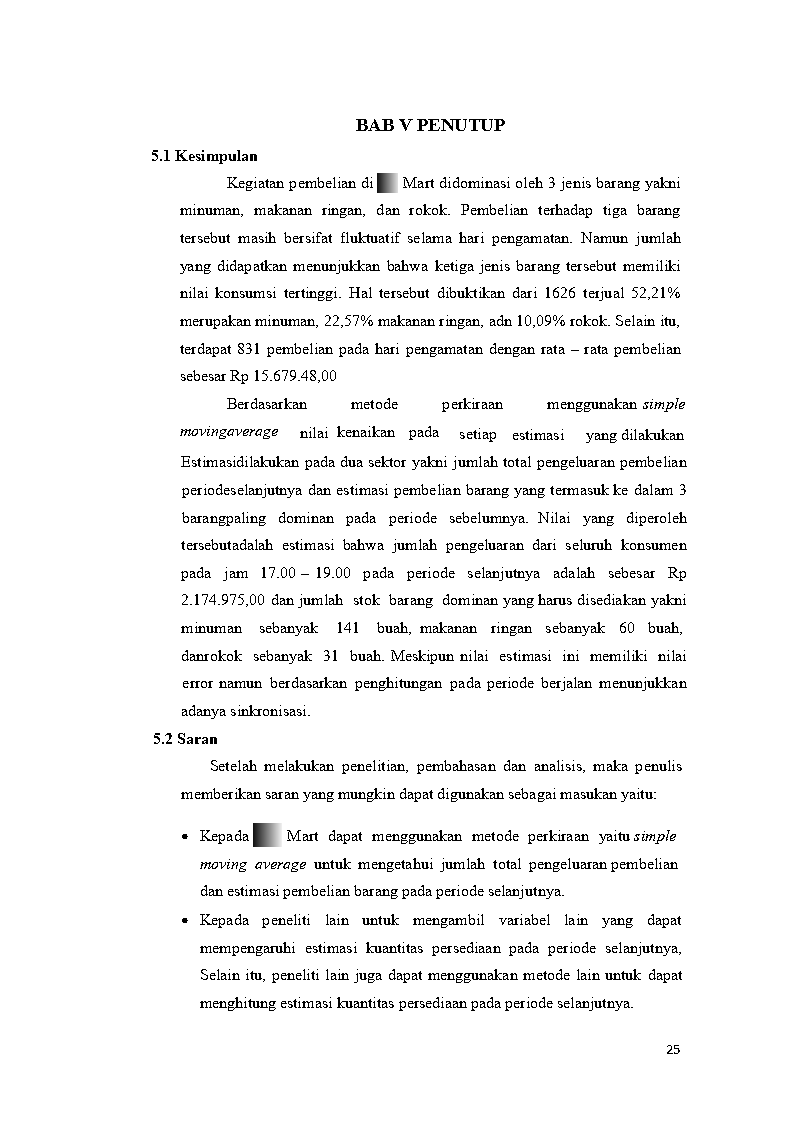 BAB V PENUTUP
5.1 Kesimpulan
Kegiatan pembelian di Mart didominasi oleh 3 jenis barang yakni
minuman, makanan ringan, dan rokok. Pembelian terhadap tiga barang
tersebut masih bersifat fluktuatif selama hari pengamatan. Namun jumlah
yang didapatkan menunjukkan bahwa ketiga jenis barang tersebut memiliki
nilai konsumsi tertinggi. Hal tersebut dibuktikan dari 1626 terjual 52,21%
merupakan minuman, 22,57% makanan ringan, adn 10,09% rokok. Selain itu,
terdapat 831 pembelian pada hari pengamatan dengan rata – rata pembelian
sebesar Rp 15.679.48,00
Berdasarkan metode perkiraan menggunakan simple
movingaverage nilai kenaikan pada setiap estimasi yang dilakukan
Estimasidilakukan pada dua sektor yakni jumlah total pengeluaran pembelian
periodeselanjutnya dan estimasi pembelian barang yang termasuk ke dalam 3
barangpaling dominan pada periode sebelumnya. Nilai yang diperoleh
tersebutadalah estimasi bahwa jumlah pengeluaran dari seluruh konsumen
pada jam 17.00 – 19.00 pada periode selanjutnya adalah sebesar Rp
2.174.975,00 dan jumlah stok barang dominan yang harus disediakan yakni
minuman sebanyak 141 buah, makanan ringan sebanyak 60 buah,
danrokok sebanyak 31 buah. Meskipun nilai estimasi ini memiliki nilai
error namun berdasarkan penghitungan pada periode berjalan menunjukkan
adanya sinkronisasi.
5.2 Saran
Setelah melakukan penelitian, pembahasan dan analisis, maka penulis
memberikan saran yang mungkin dapat digunakan sebagai masukan yaitu:
• Kepada Mart dapat menggunakan metode perkiraan yaitu simple
moving average untuk mengetahui jumlah total pengeluaran pembelian
dan estimasi pembelian barang pada periode selanjutnya.
• Kepada peneliti lain untuk mengambil variabel lain yang dapat
mempengaruhi estimasi kuantitas persediaan pada periode selanjutnya,
Selain itu, peneliti lain juga dapat menggunakan metode lain untuk dapat
menghitung estimasi kuantitas persediaan pada periode selanjutnya.
25